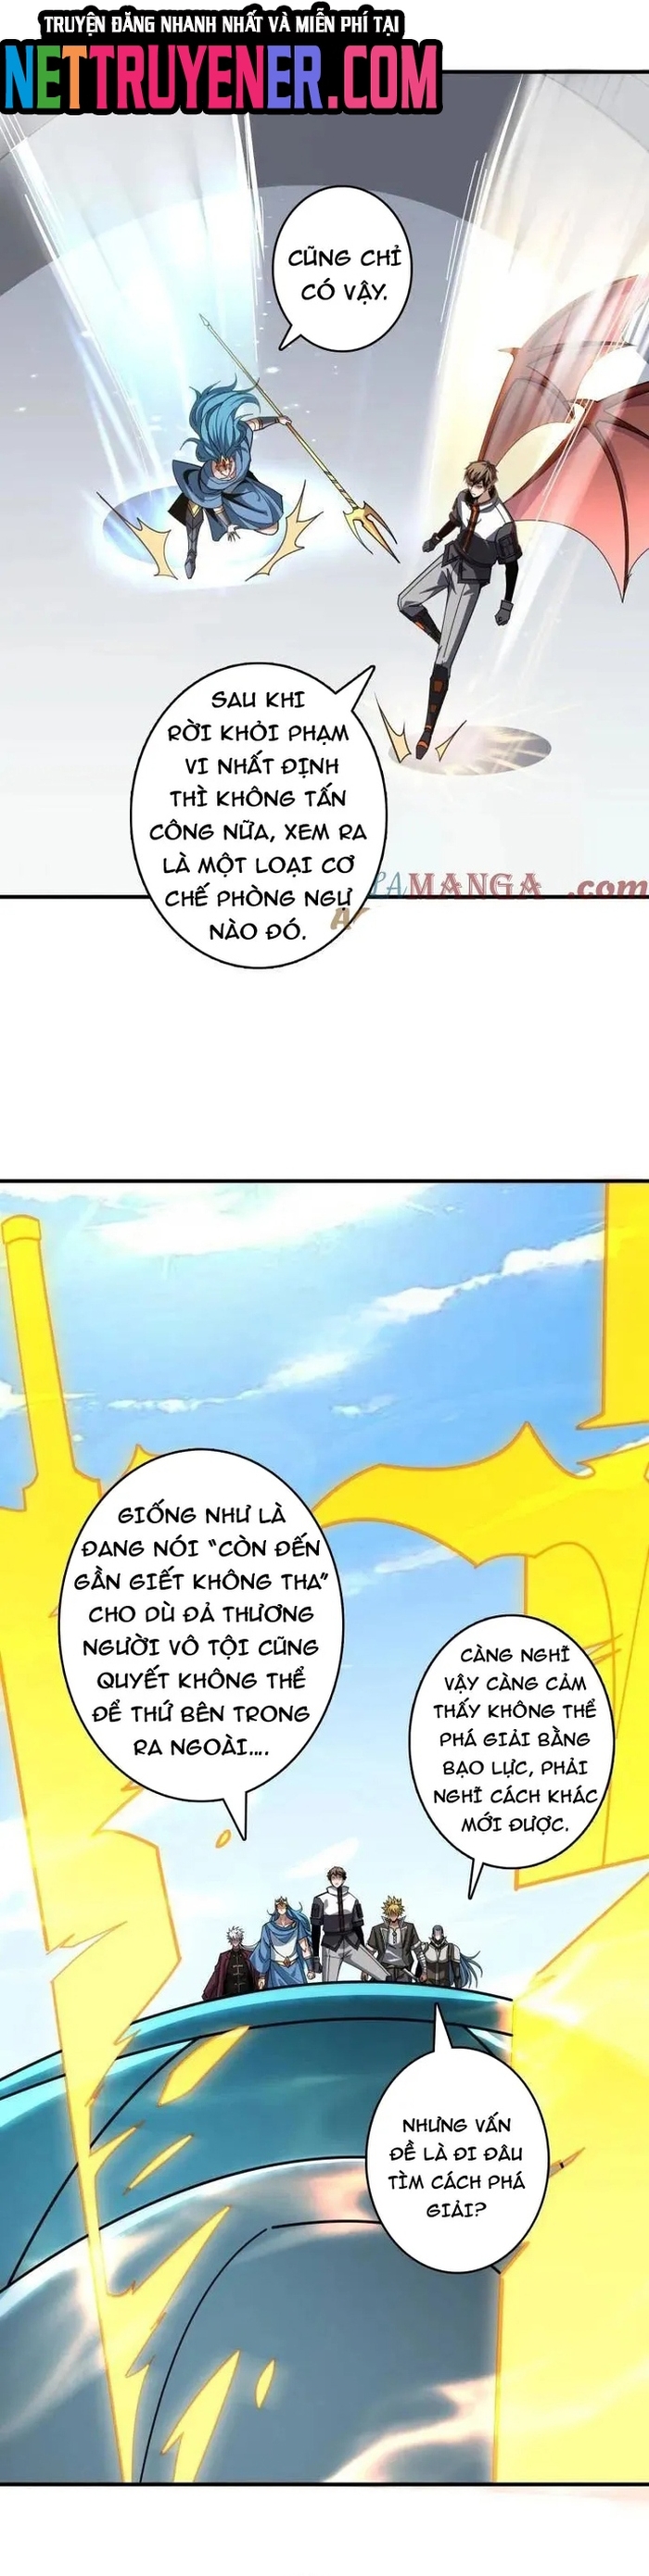 TRUYỆN ĐĂNG NHANH NHẤT VÀ MIỄN PHÍ TẠI
NETTRUYENER.COM
CŨNG CHỈ
CÓ VẬY.
SAU KHI
RỜI KHỎI PHẠM
VI NHẤT ĐỊNH
THÌ KHÔNG TẤN
CÔNG NỮA, XEM RA
LÀ MỘT LOẠI CƠ
CHẾ PHÒNG NGỰ
NÀO ĐÓ.
MANGA .com
GIỐNG NHƯ LÀ
ĐANG NÓI “CÒN ĐẾN
GẦN GIẾT KHÔNG THA”
CHO DÙ ĐẢ THƯƠNG
NGƯỜI VÔ TỘI CŨNG
QUYẾT KHÔNG THỂ
ĐỂ THỨ BÊN TRONG
RA NGOÀI....
CÀNG NGHĨ
VẬY CÀNG CẢM
THẤY KHÔNG THỂ
PHÁ GIẢI BẰNG
BẠO LỰC, PHẢI
NGHĨ CÁCH KHÁC
MỚI ĐƯỢC.
NHƯNG VẤN
ĐỀ LÀ ĐI ĐÂU
TÌM CÁCH PHÁ
GIẢI?